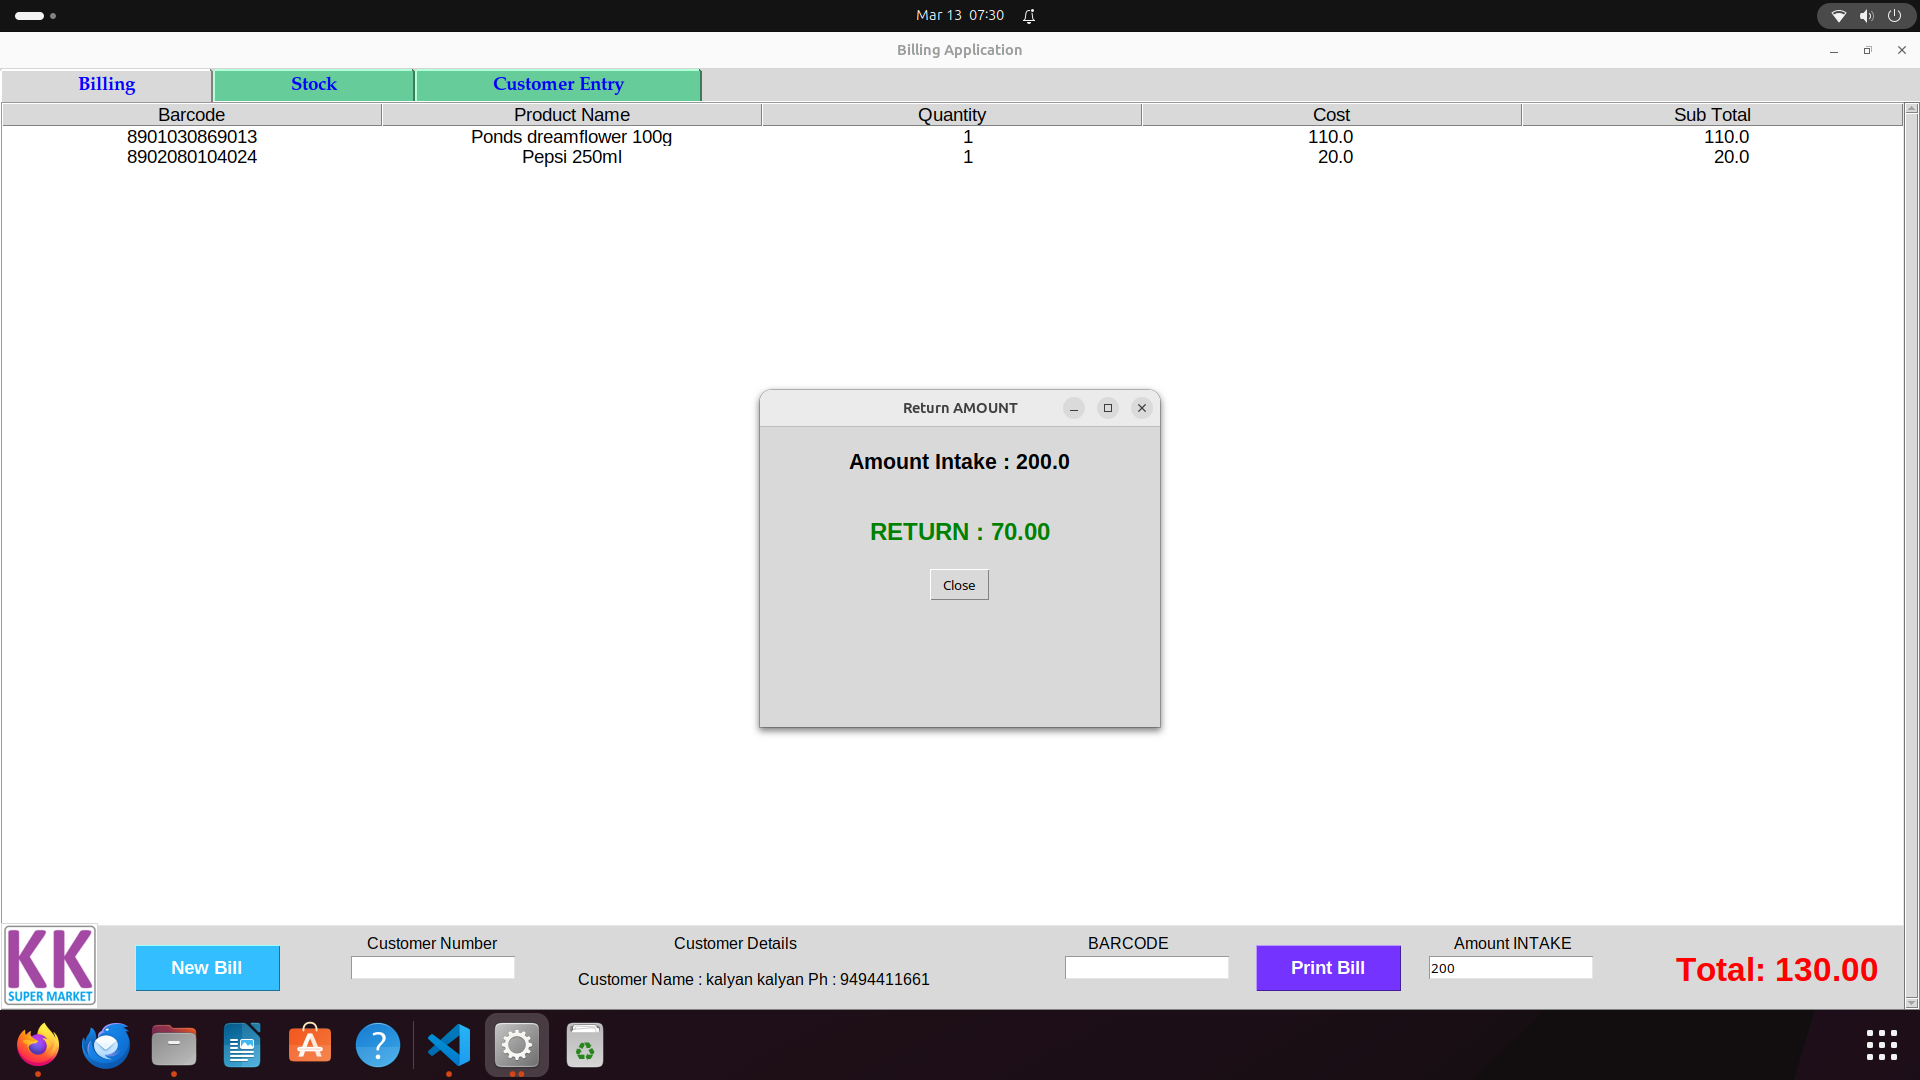 Mar 13 07:30
Billing Application
Billing Stock Customer Entry
Barcode Product Name Quantity Cost Sub Total
8901030869013 Ponds dreamflower 100g 1 110.0 110.0
8902080104024 Pepsi 250ml 1 20.0 20.0
Return AMOUNT
Amount Intake : 200.0
RETURN : 70.00
Close
KK
SUPER MARKET
New Bill
Customer Number
Customer Details
Customer Name : kalyan kalyan Ph : 9494411661
BARCODE
Print Bill
Amount INTAKE
200
Total: 130.00